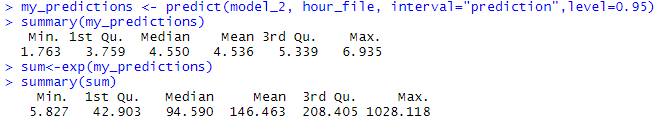 > my_predictions <- predict(model_2, hour_file, interval="prediction",level=0.95)
> summary(my_predictions)
Min. 1st Qu. Median Mean 3rd Qu. Max.
1.763 3.759 4.550 4.536 5.339 6.935
> sum<-exp(my_predictions)
> summary(sum)
Min. 1st Qu. Median Mean 3rd Qu. Max.
5.827 42.903 94.590 146.463 208.405 1028.118